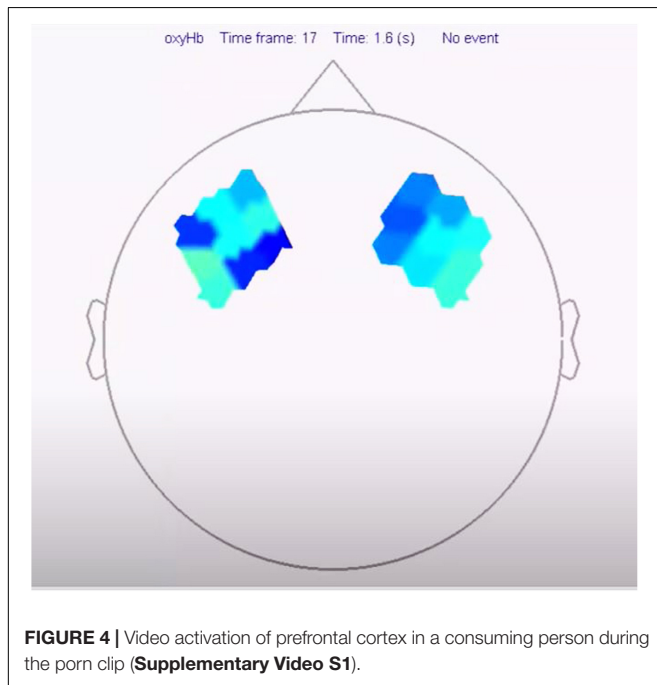 oxyHb Time frame: 17 Time: 1.6 (s) No event
FIGURE 4 | Video activation of prefrontal cortex in a consuming person during
the porn clip (Supplementary Video S1).